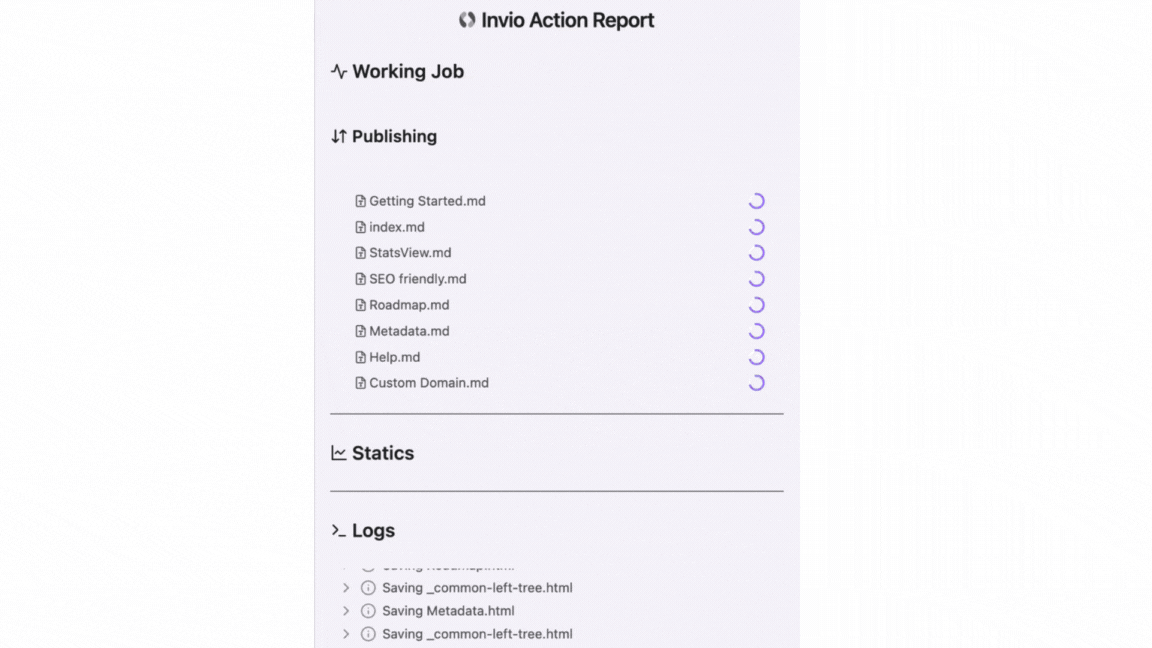 Invio Action Report
Working Job
Publishing
Getting Started.md
index.md
StatsView.md
SEO friendly.md
Roadmap.md
Metadata.md
Help.md
Custom Domain.md
Statics
Logs
Saving _common-left-tree.html
Saving Metadata.html
Saving _common-left-tree.html